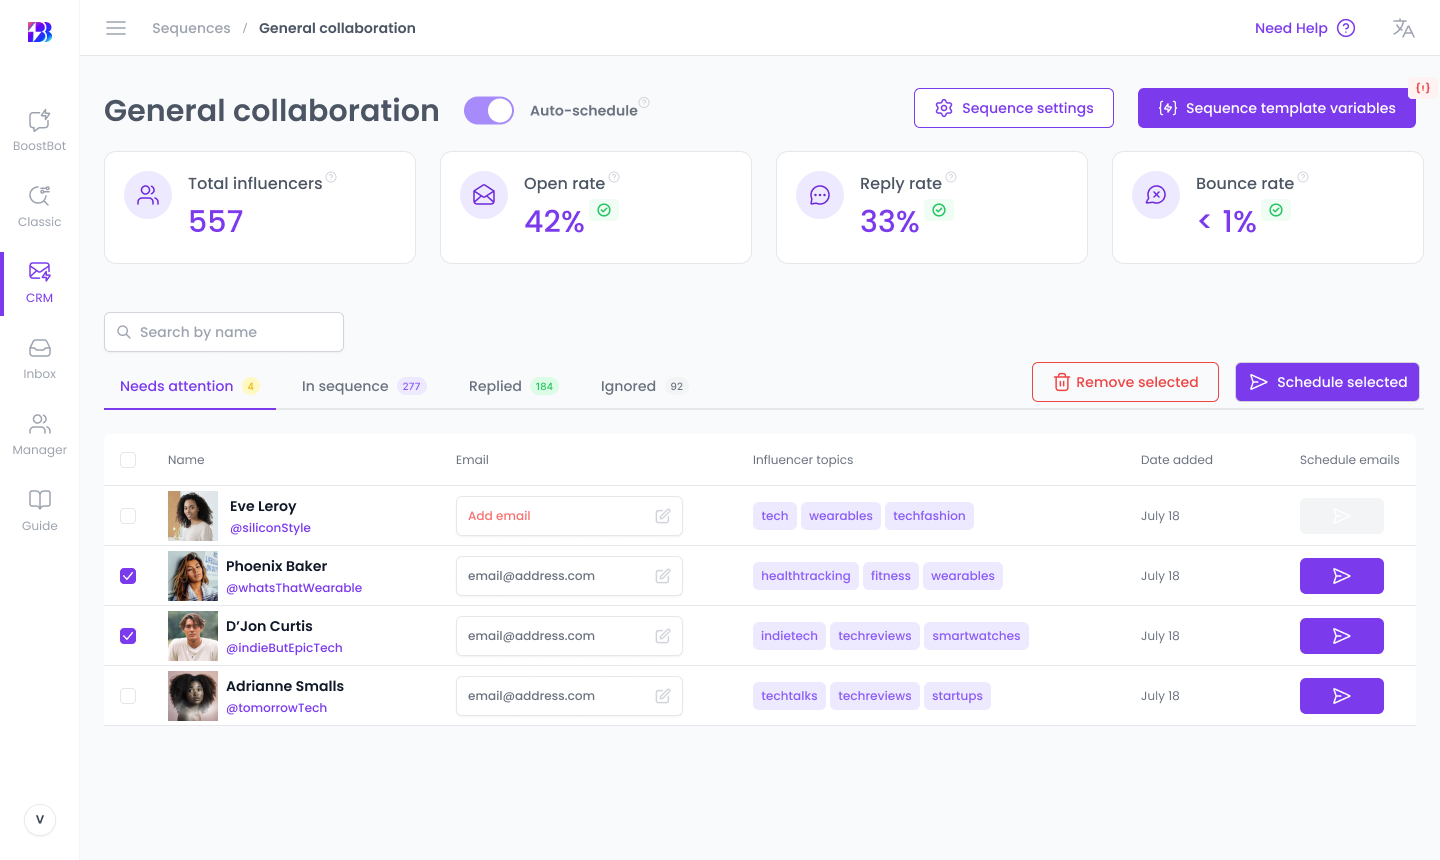 B
Sequences / General collaboration
Need Help
BoostBot
Classic
CRM
Inbox
Manager
Guide
V
General collaboration
Auto-schedule
Sequence settings
{ϟ} Sequence template variables
{!}
Total influencers
557
Open rate
42%
Reply rate
33%
Bounce rate
< 1%
Search by name
Needs attention 4
In sequence 277
Replied 184
Ignored 92
Remove selected
Schedule selected
Name Email Influencer topics Date added Schedule emails
Eve Leroy
@siliconStyle
Add email
tech wearables techfashion
July 18
Phoenix Baker
@whatsThatWearable
email@address.com
healthtracking fitness wearables
July 18
D’Jon Curtis
@indieButEpicTech
email@address.com
indietech techreviews smartwatches
July 18
Adrianne Smalls
@tomorrowTech
email@address.com
techtalks techreviews startups
July 18